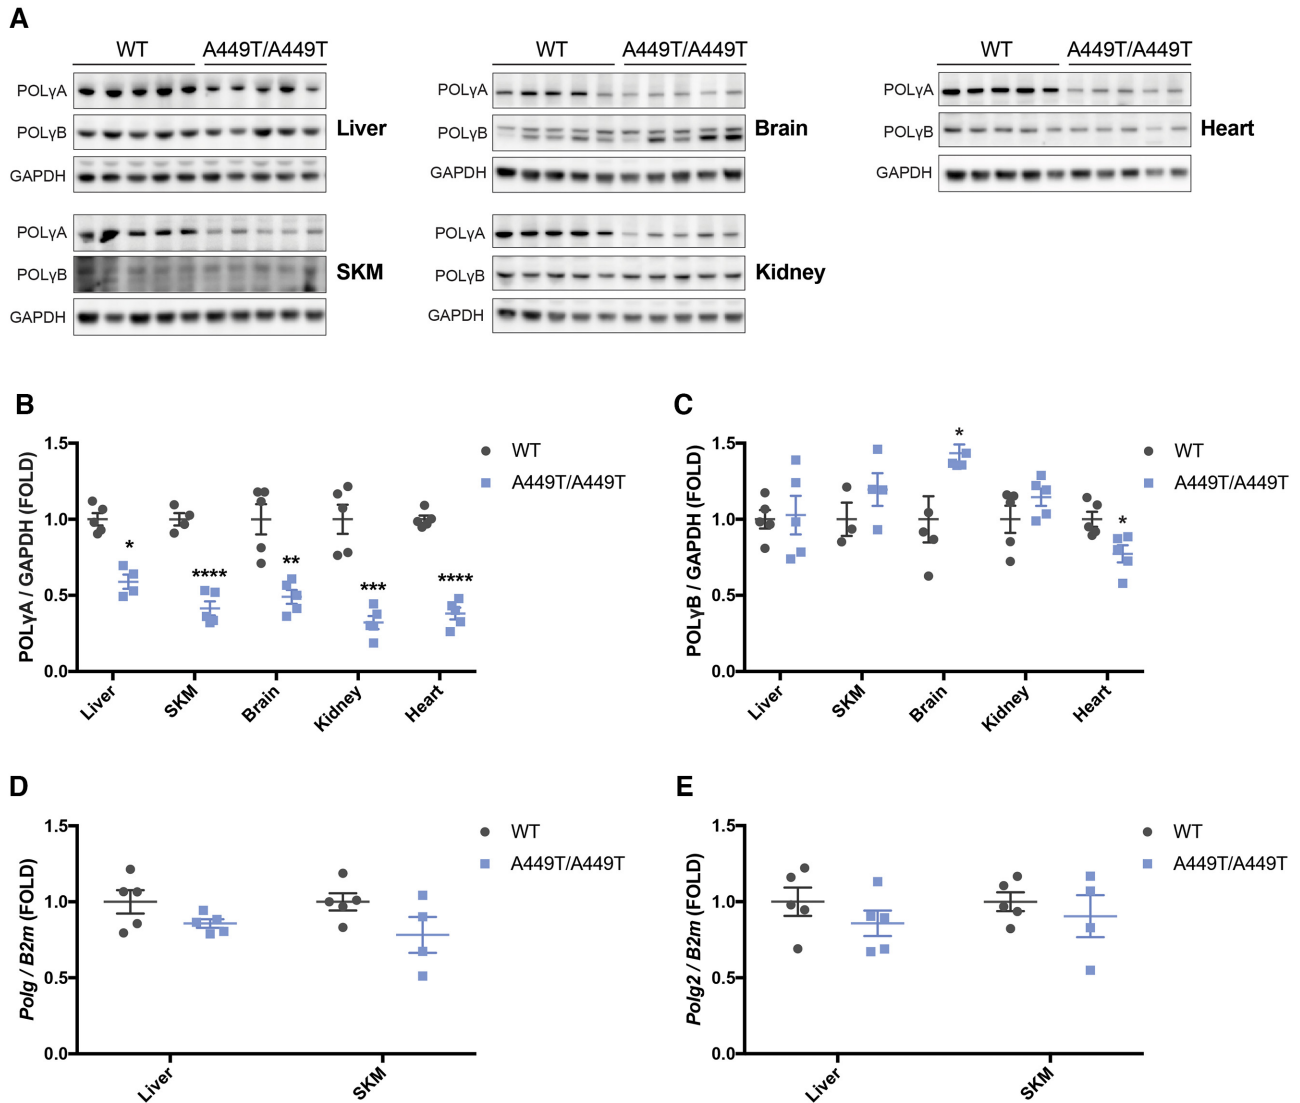 A
WT A449T/A449T
POLγA
POLγB
GAPDH
Liver
WT A449T/A449T
POLγA
POLγB
GAPDH
Brain
WT A449T/A449T
POLγA
POLγB
GAPDH
Heart
POLγA
POLγB
GAPDH
SKM
POLγA
POLγB
GAPDH
Kidney
B
POLγA / GAPDH (FOLD)
1.5
1.0
0.5
0.0
* **** ** *** ****
Liver SKM Brain Kidney Heart
WT
A449T/A449T
C
POLγB / GAPDH (FOLD)
1.5
1.0
0.5
0.0
* *
Liver SKM Brain Kidney Heart
WT
A449T/A449T
D
Polg / B2m (FOLD)
1.5
1.0
0.5
0.0
Liver SKM
WT
A449T/A449T
E
Polg2 / B2m (FOLD)
1.5
1.0
0.5
0.0
Liver SKM
WT
A449T/A449T